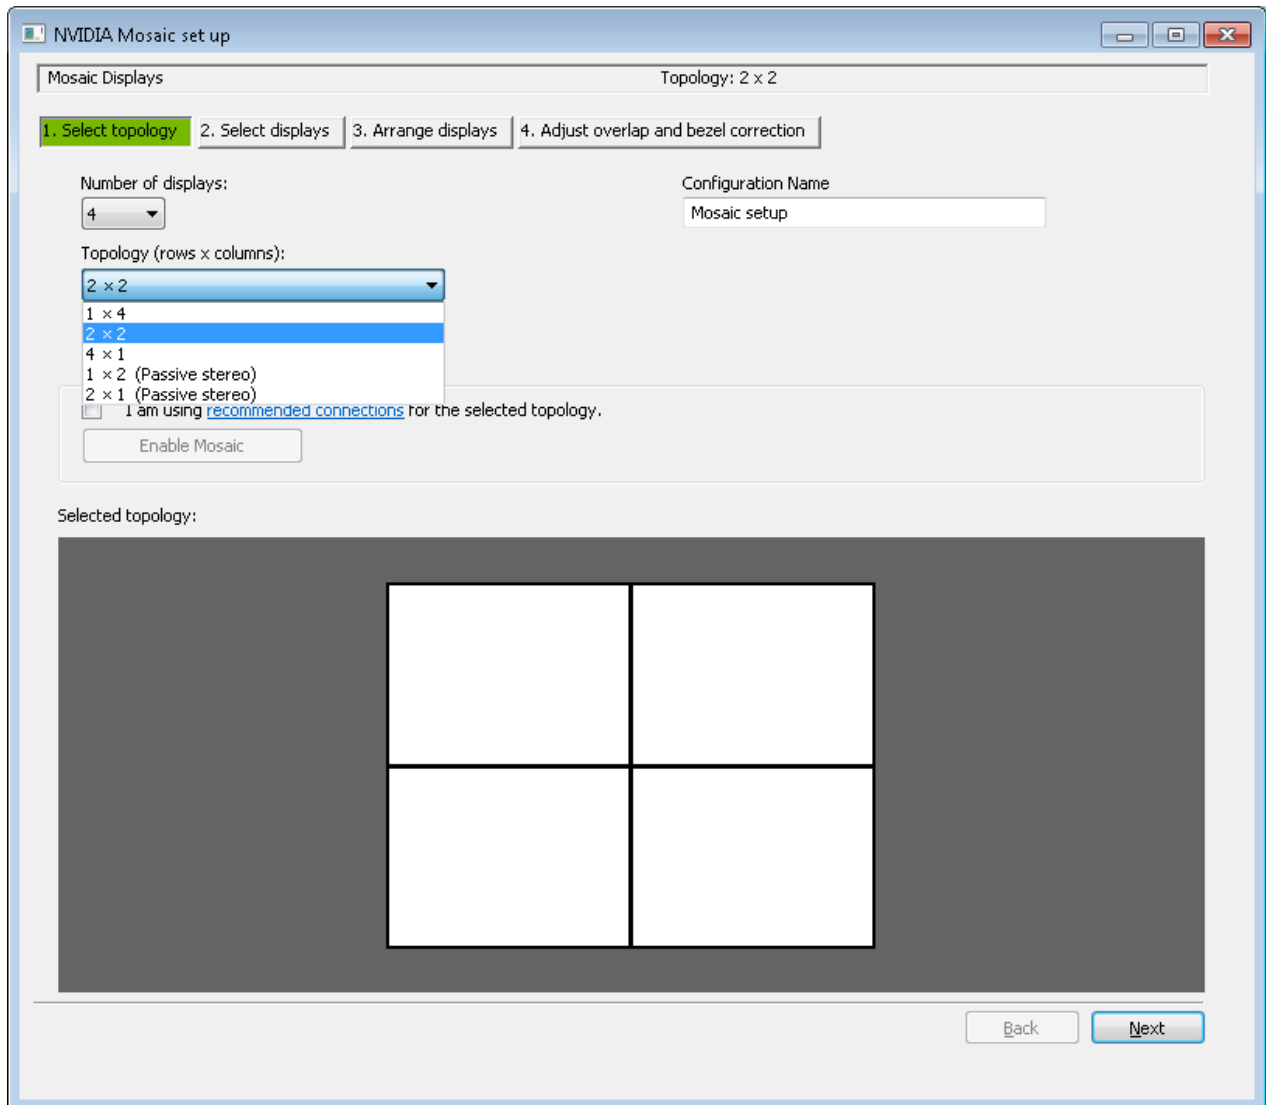 NVIDIA Mosaic set up
Mosaic Displays Topology: 2 x 2
1. Select topology 2. Select displays 3. Arrange displays 4. Adjust overlap and bezel correction
Number of displays: Configuration Name
4 Mosaic setup
Topology (rows x columns):
2 × 2
1 × 4
2 × 2
4 × 1
1 × 2 (Passive stereo)
2 × 1 (Passive stereo)
I am using recommended connections for the selected topology.
Enable Mosaic
Selected topology:
Back Next